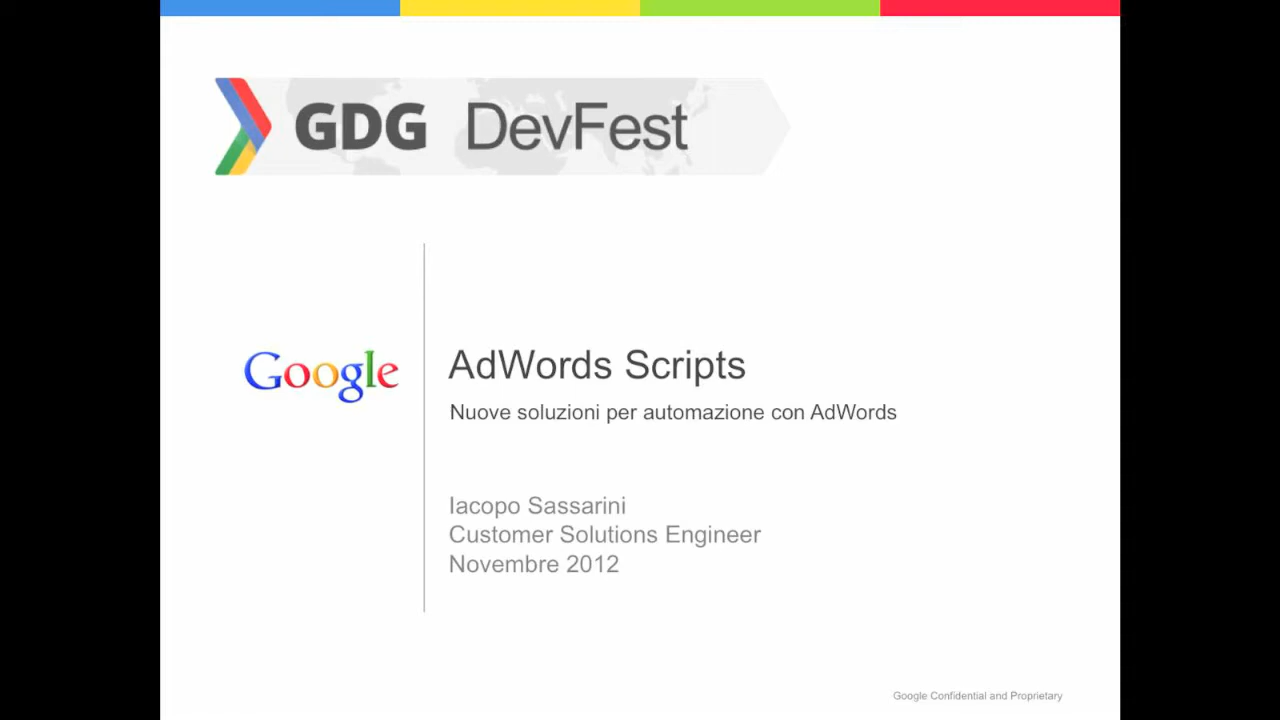 GDG DevFest
Google
AdWords Scripts
Nuove soluzioni per automazione con AdWords
Iacopo Sassarini
Customer Solutions Engineer
Novembre 2012
Google Confidential and Proprietary